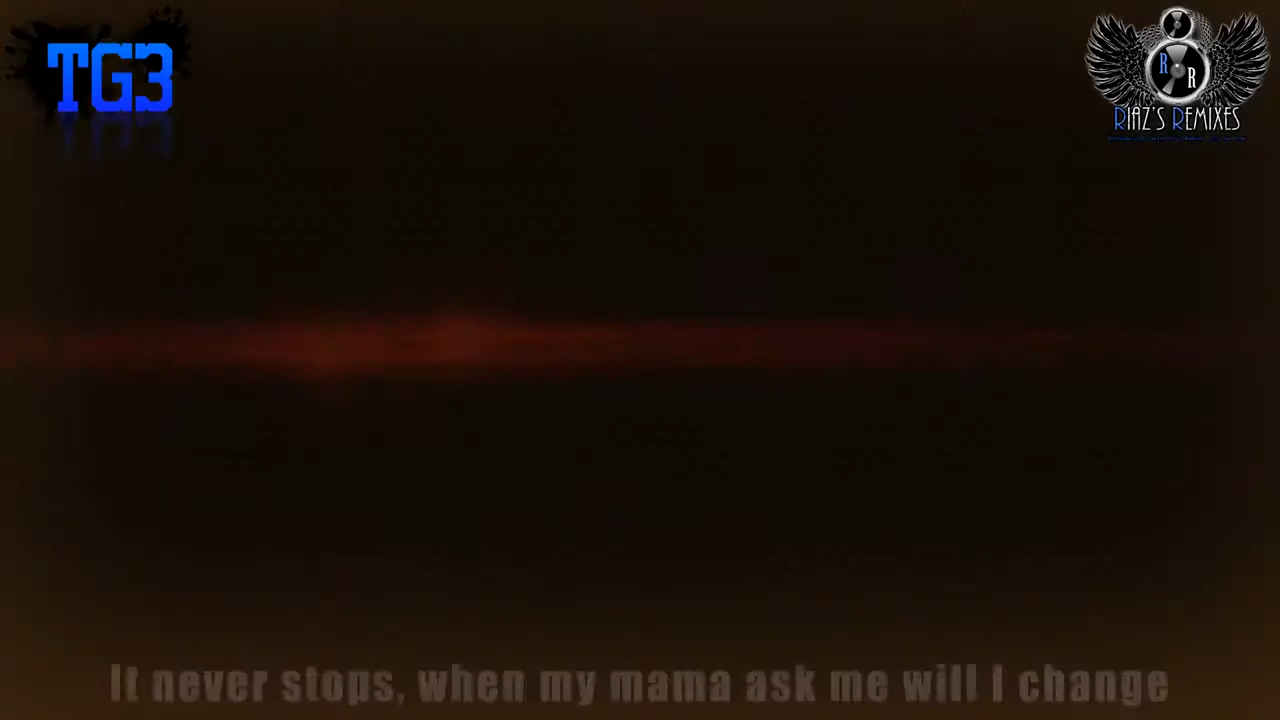 TG3
R
R
RIAZ'S REMIXES
It never stops, when my mama ask me will I change